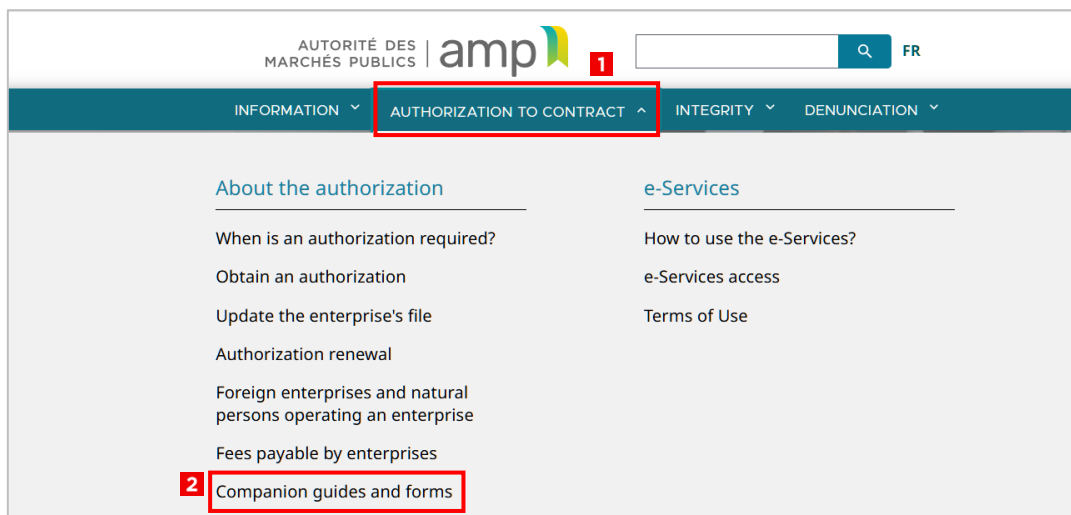 AUTORITÉ DES
MARCHÉS PUBLICS
amp
1
FR
INFORMATION
AUTHORIZATION TO CONTRACT
INTEGRITY
DENUNCIATION
About the authorization
When is an authorization required?
Obtain an authorization
Update the enterprise's file
Authorization renewal
Foreign enterprises and natural
persons operating an enterprise
Fees payable by enterprises
2
Companion guides and forms
e-Services
How to use the e-Services?
e-Services access
Terms of Use